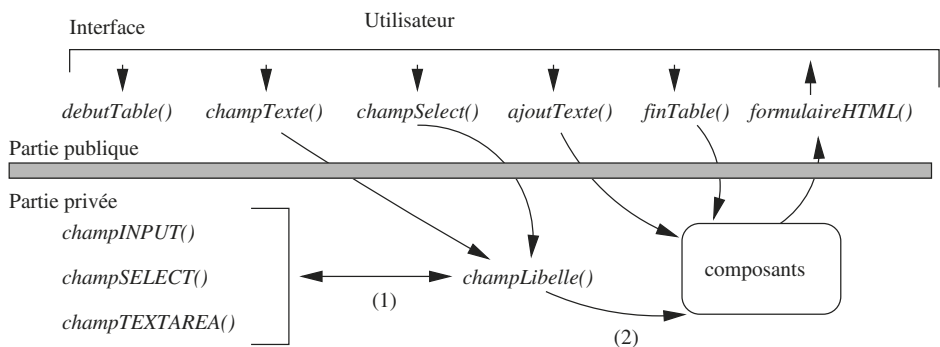 Interface
Utilisateur
debutTable() champTexte() champSelect() ajoutTexte() finTable() formulaireHTML()
Partie publique
Partie privée
champINPUT()
champSELECT()
champLibelle()
composants
(1)
champTEXTAREA()
(2)